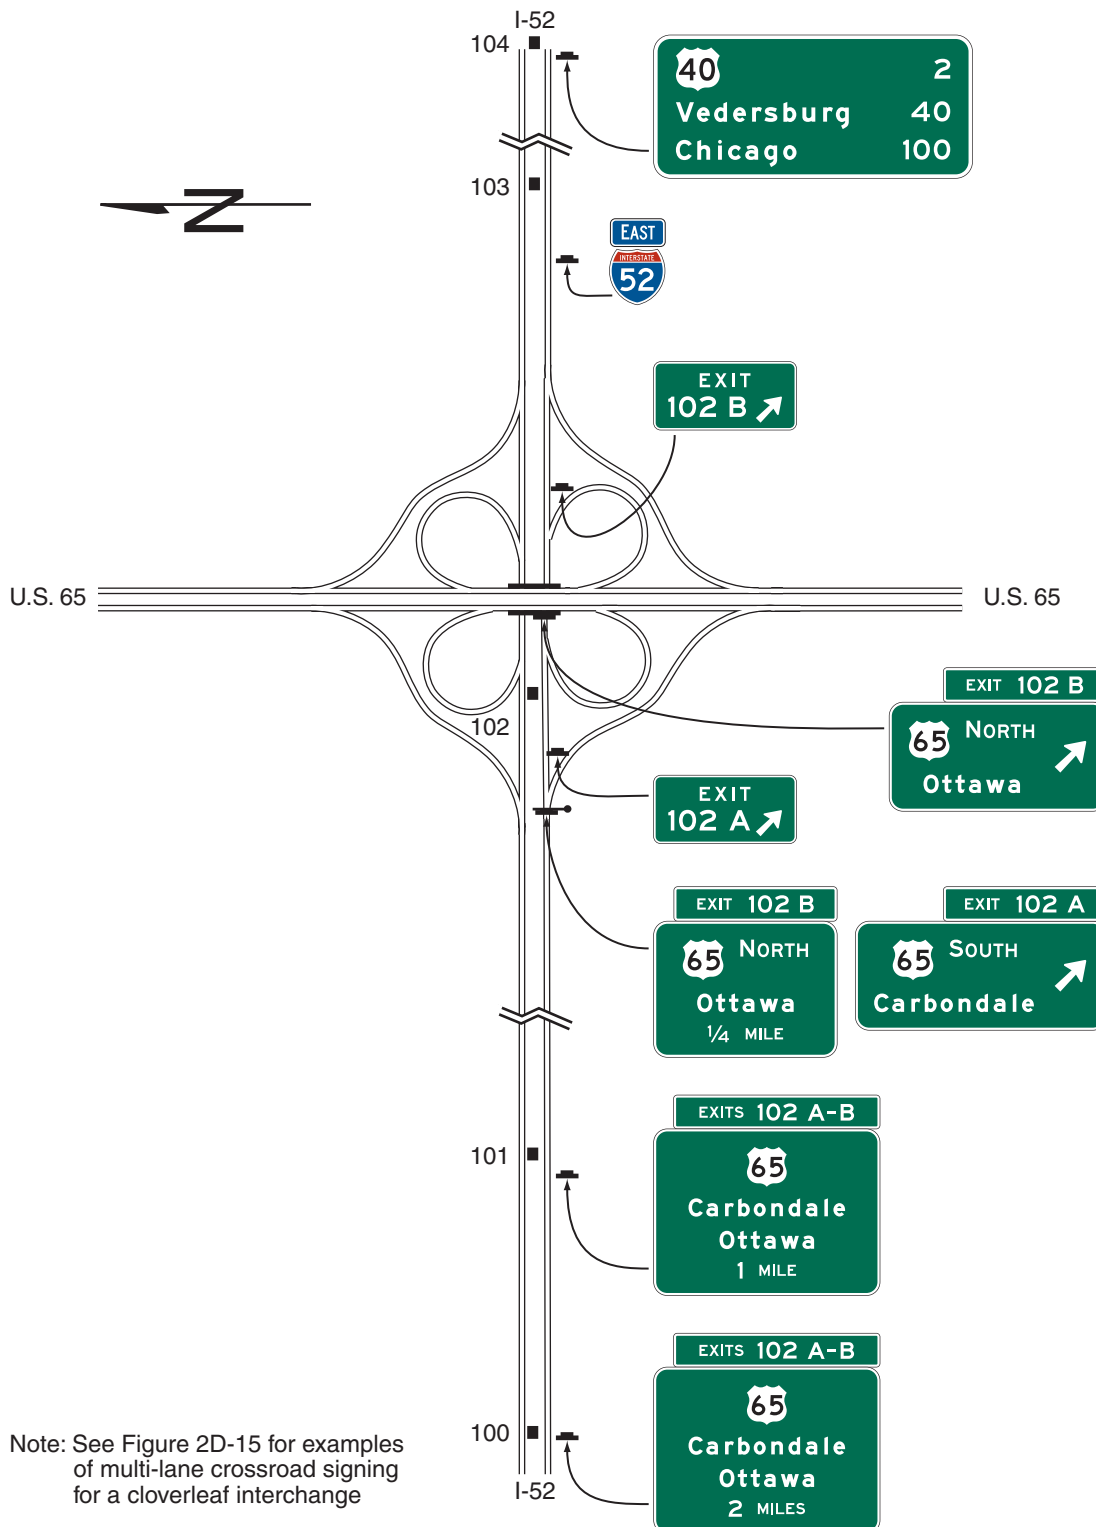 I-52
104
40 2
Vedersburg 40
Chicago 100
103
N
EAST
INTERSTATE
52
EXIT
102 B
U.S. 65
U.S. 65
EXIT 102 B
65 NORTH
Ottawa
102
EXIT
102 A
EXIT 102 B
65 NORTH
Ottawa
1/4 MILE
EXIT 102 A
65 SOUTH
Carbondale
EXITS 102 A-B
65
Carbondale
Ottawa
1 MILE
101
EXITS 102 A-B
65
Carbondale
Ottawa
2 MILES
100
I-52
Note: See Figure 2D-15 for examples
of multi-lane crossroad signing
for a cloverleaf interchange